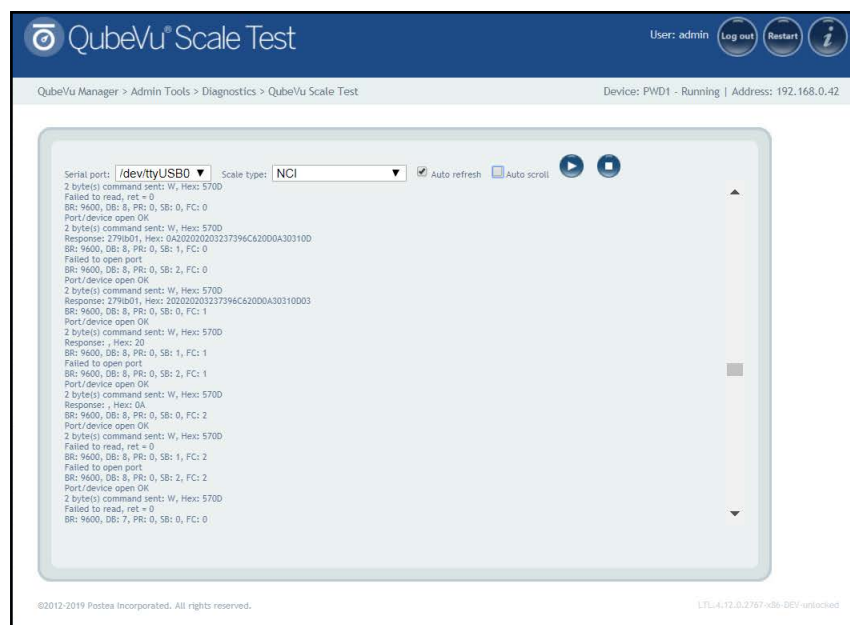 QubeVu® Scale Test
User: admin
Log out
Restart
i
QubeVu Manager > Admin Tools > Diagnostics > QubeVu Scale Test
Device: PWD1 - Running | Address: 192.168.0.42
Serial port: /dev/ttyUSB0 ▼ Scale type: NCI ▼ Auto refresh Auto scroll
2 byte(s) command sent: W, Hex: 570D
Failed to read, ret = 0
BR: 9600, DB: 8, PR: 0, SB: 0, FC: 0
Port/device open OK
2 byte(s) command sent: W, Hex: 570D
Response: 279lb01, Hex: 0A202020203237396C620D0A30310D
BR: 9600, DB: 8, PR: 0, SB: 1, FC: 0
Failed to open port
BR: 9600, DB: 8, PR: 0, SB: 2, FC: 0
Port/device open OK
2 byte(s) command sent: W, Hex: 570D
Response: 279lb01, Hex: 202020203237396C620D0A30310D03
BR: 9600, DB: 8, PR: 0, SB: 0, FC: 1
Port/device open OK
2 byte(s) command sent: W, Hex: 570D
Response: , Hex: 20
BR: 9600, DB: 8, PR: 0, SB: 1, FC: 1
Failed to open port
BR: 9600, DB: 8, PR: 0, SB: 2, FC: 1
Port/device open OK
2 byte(s) command sent: W, Hex: 570D
Response: , Hex: 0A
BR: 9600, DB: 8, PR: 0, SB: 0, FC: 2
Port/device open OK
2 byte(s) command sent: W, Hex: 570D
Failed to read, ret = 0
BR: 9600, DB: 8, PR: 0, SB: 1, FC: 2
Failed to open port
BR: 9600, DB: 8, PR: 0, SB: 2, FC: 2
Port/device open OK
2 byte(s) command sent: W, Hex: 570D
Failed to read, ret = 0
BR: 9600, DB: 7, PR: 0, SB: 0, FC: 0
©2012-2019 Postea Incorporated. All rights reserved.
LTL:4.12.0.2767-x86-DEV-unlocked